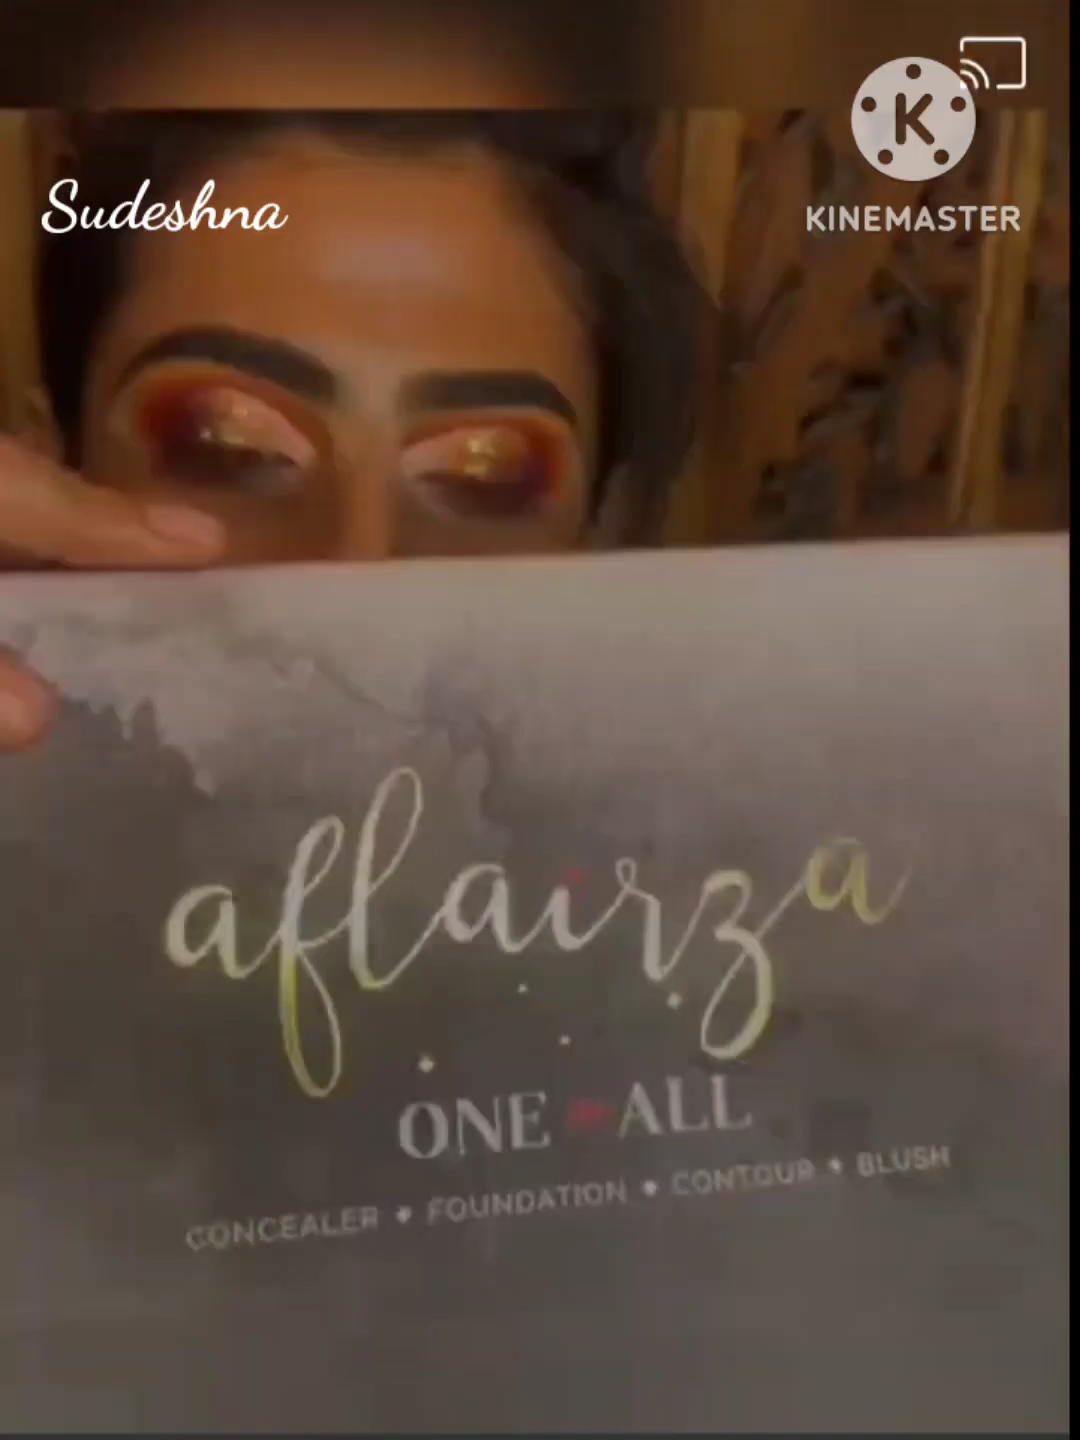 K
KINEMASTER
Sudeshna
aflairza
ONE ALL
CONCEALER • FOUNDATION • CONTOUR • BLUSH